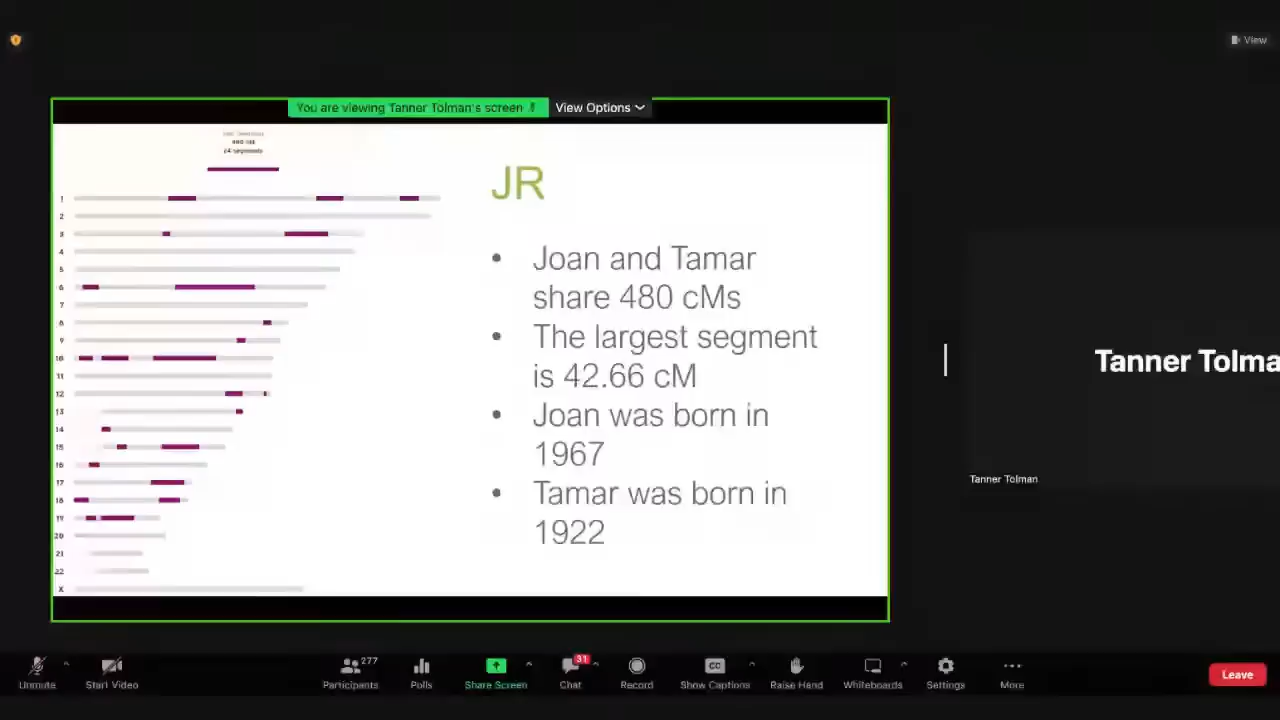 View
You are viewing Tanner Tolman's screen
View Options
24 segments
JR
• Joan and Tamar
share 480 cMs
• The largest segment
is 42.66 cM
• Joan was born in
1967
• Tamar was born in
1922
1
2
3
4
5
6
7
8
9
10
11
12
13
14
15
16
17
18
19
20
21
22
X
Tanner Tolma
Tanner Tolman
Unmute
Start Video
277
Participants
Polls
Share Screen
31
Chat
Record
CC
Show Captions
Raise Hand
Whiteboards
Settings
More
Leave